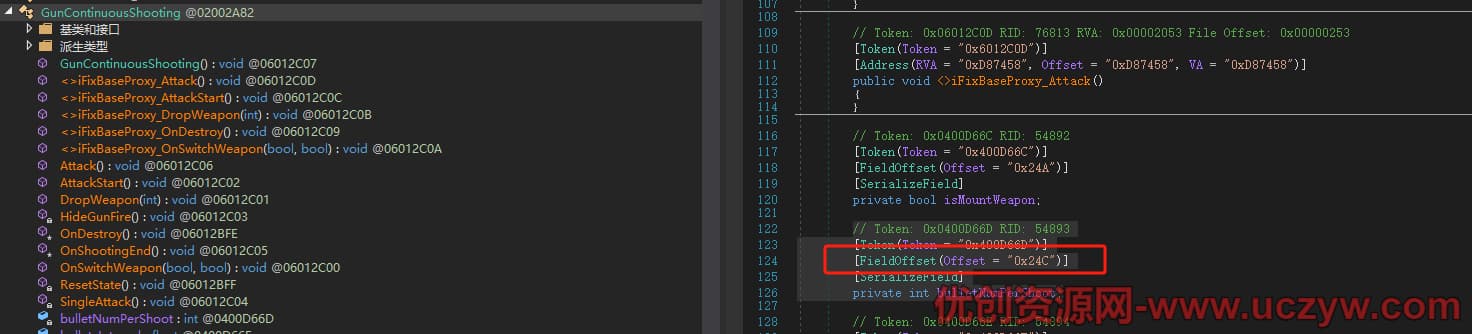 GunContinuousShooting @02002A82
基类和接口
派生类型
GunContinuousShooting() : void @06012C07
<>iFixBaseProxy_Attack() : void @06012C0D
<>iFixBaseProxy_AttackStart() : void @06012C0C
<>iFixBaseProxy_DropWeapon(int) : void @06012C0B
<>iFixBaseProxy_OnDestroy() : void @06012C09
<>iFixBaseProxy_OnSwitchWeapon(bool, bool) : void @06012C0A
Attack() : void @06012C06
AttackStart() : void @06012C02
DropWeapon(int) : void @06012C01
HideGunFire() : void @06012C03
OnDestroy() : void @06012BFE
OnShootingEnd() : void @06012C05
OnSwitchWeapon(bool, bool) : void @06012C00
ResetState() : void @06012BFF
SingleAttack() : void @06012C04
bulletNumPerShoot : int @0400D66D
107 }
108
109 // Token: 0x06012C0D RID: 76813 RVA: 0x00002053 File Offset: 0x00000253
110 [Token(Token = "0x6012C0D")]
111 [Address(RVA = "0xD87458", Offset = "0xD87458", VA = "0xD87458")]
112 public void <>iFixBaseProxy_Attack()
113 {
114 }
115
116 // Token: 0x0400D66C RID: 54892
117 [Token(Token = "0x400D66C")]
118 [FieldOffset(Offset = "0x24A")]
119 [SerializeField]
120 private bool isMountWeapon;
121
122 // Token: 0x0400D66D RID: 54893
123 [Token(Token = "0x400D66D")]
124 [FieldOffset(Offset = "0x24C")]
125 [SerializeField]
126 private int bulletNumPerShoot;
127
128 // Token: 0x0400D66E RID: 54894
优创资源网-www.uczyw.com